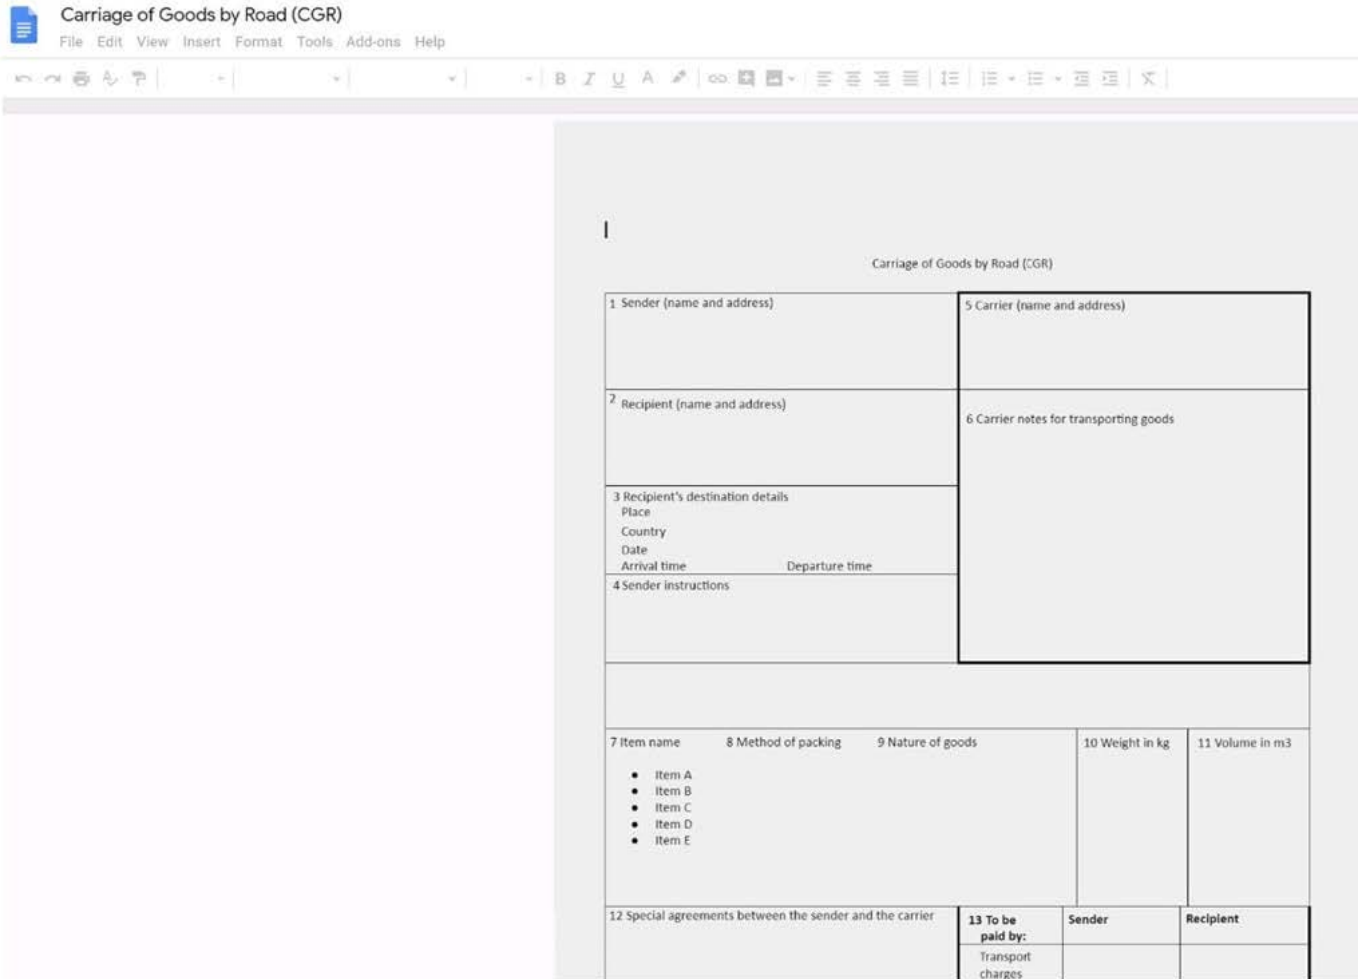 Carriage of Goods by Road (CGR)
File Edit View Insert Format Tools Add-ons Help
B I U A
Carriage of Goods by Road (CGR)
1 Sender (name and address)
5 Carrier (name and address)
2 Recipient (name and address)
6 Carrier notes for transporting goods
3 Recipient's destination details
Place
Country
Date
Arrival time Departure time
4 Sender instructions
7 Item name 8 Method of packing 9 Nature of goods 10 Weight in kg 11 Volume in m3
• Item A
• Item B
• Item C
• Item D
• Item E
12 Special agreements between the sender and the carrier
13 To be
paid by:
Sender
Recipient
Transport
charges